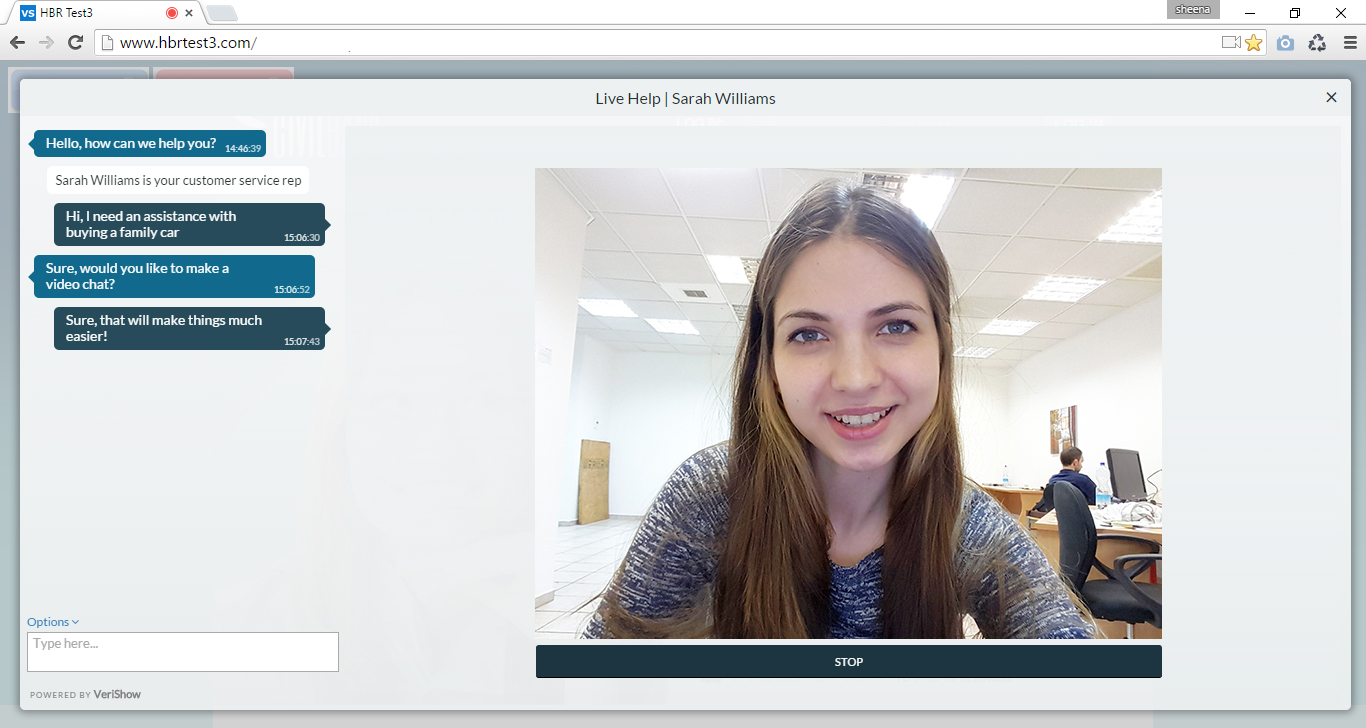 VS HBR Test3
sheena
www.hbrtest3.com/
Live Help | Sarah Williams
Hello, how can we help you? 14:46:39
Sarah Williams is your customer service rep
Hi, I need an assistance with
buying a family car
15:06:30
Sure, would you like to make a
video chat?
15:06:52
Sure, that will make things much
easier!
15:07:43
Options
Type here...
STOP
POWERED BY VeriShow